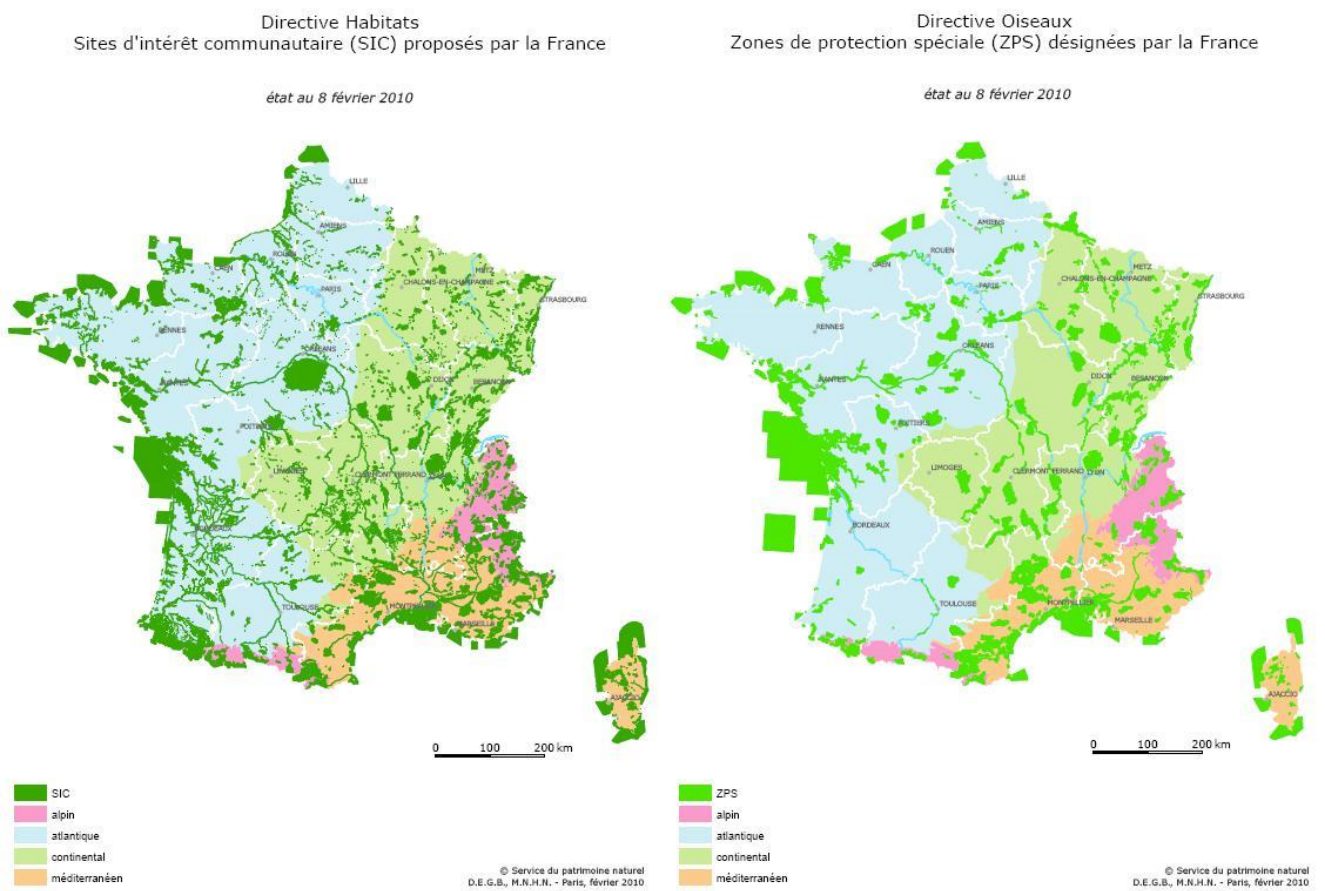 Directive Habitats
Sites d'intérêt communautaire (SIC) proposés par la France
état au 8 février 2010
LILLE
AMIENS
ROUEN
CAEN
METZ
CHALONS-EN-CHAMPAGNE
PARIS
STRASBOURG
RENNES
ORLEANS
NANTES
DIJON
BESANCON
POITIERS
LIMOGES
CLERMONT FERRAND
LYON
BORDEAUX
TOULOUSE
MONTPELLIER
MARSEILLE
AJACCIO
0 100 200 km
SIC
alpin
atlantique
continental
méditerranéen
© Service du patrimoine naturel
D.E.G.B., M.N.H.N. - Paris, février 2010
Directive Oiseaux
Zones de protection spéciale (ZPS) désignées par la France
état au 8 février 2010
LILLE
AMIENS
ROUEN
CAEN
METZ
CHALONS-EN-CHAMPAGNE
PARIS
STRASBOURG
RENNES
ORLEANS
NANTES
DIJON
BESANCON
POITIERS
LIMOGES
CLERMONT FERRAND
LYON
BORDEAUX
TOULOUSE
MONTPELLIER
MARSEILLE
AJACCIO
0 100 200 km
ZPS
alpin
atlantique
continental
méditerranéen
© Service du patrimoine naturel
D.E.G.B., M.N.H.N. - Paris, février 2010